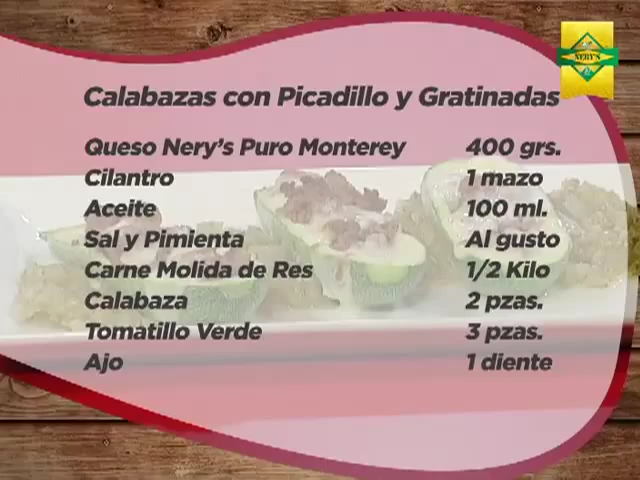 NERY'S
Calabazas con Picadillo y Gratinadas
Queso Nery's Puro Monterey 400 grs.
Cilantro 1 mazo
Aceite 100 ml.
Sal y Pimienta Al gusto
Carne Molida de Res 1/2 Kilo
Calabaza 2 pzas.
Tomatillo Verde 3 pzas.
Ajo 1 diente